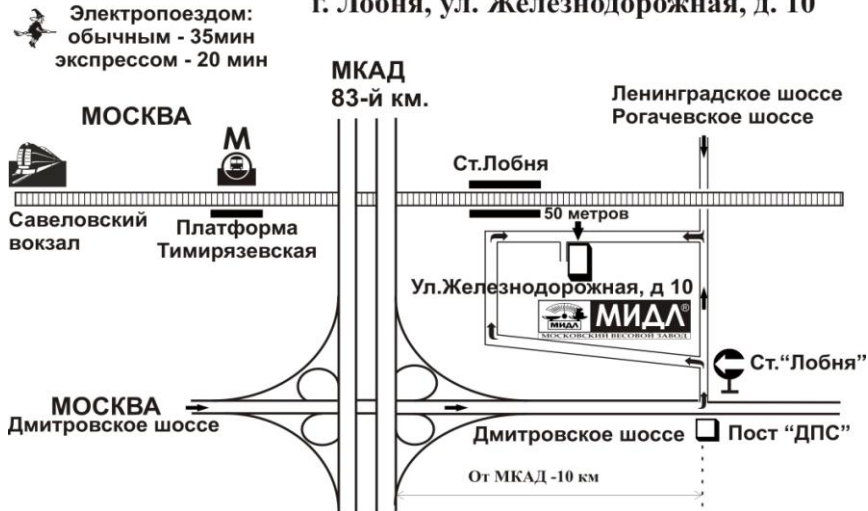 г. Лобня, ул. Железнодорожная, д. 10
Электропоездом:
обычным - 35мин
экспрессом - 20 мин
МКАД
83-й км.
Ленинградское шоссе
Рогачевское шоссе
МОСКВА
М
Ст.Лобня
Савеловский
вокзал
Платформа
Тимирязевская
50 метров
Ул.Железнодорожная, д 10
МИДЛ
МИДЛ®
МОСКОВСКИЙ ВЕСОВОЙ ЗАВОД
Ст.“Лобня”
МОСКВА
Дмитровское шоссе
Дмитровское шоссе
Пост “ДПС”
От МКАД -10 км